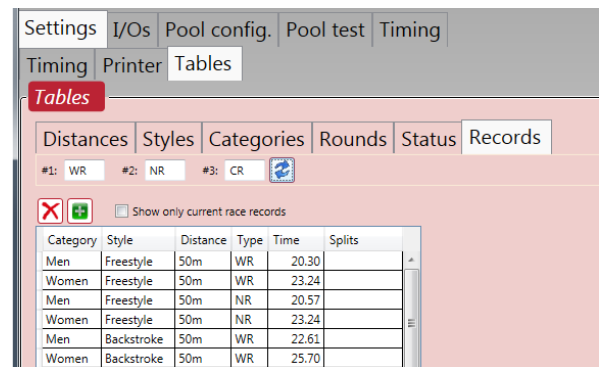 Settings I/Os Pool config. Pool test Timing
Timing Printer Tables
Tables
Distances Styles Categories Rounds Status Records
#1: WR #2: NR #3: CR
Show only current race records
Category Style Distance Type Time Splits
Men Freestyle 50m WR 20.30
Women Freestyle 50m WR 23.24
Men Freestyle 50m NR 20.57
Women Freestyle 50m NR 23.24
Men Backstroke 50m WR 22.61
Women Backstroke 50m WR 25.70